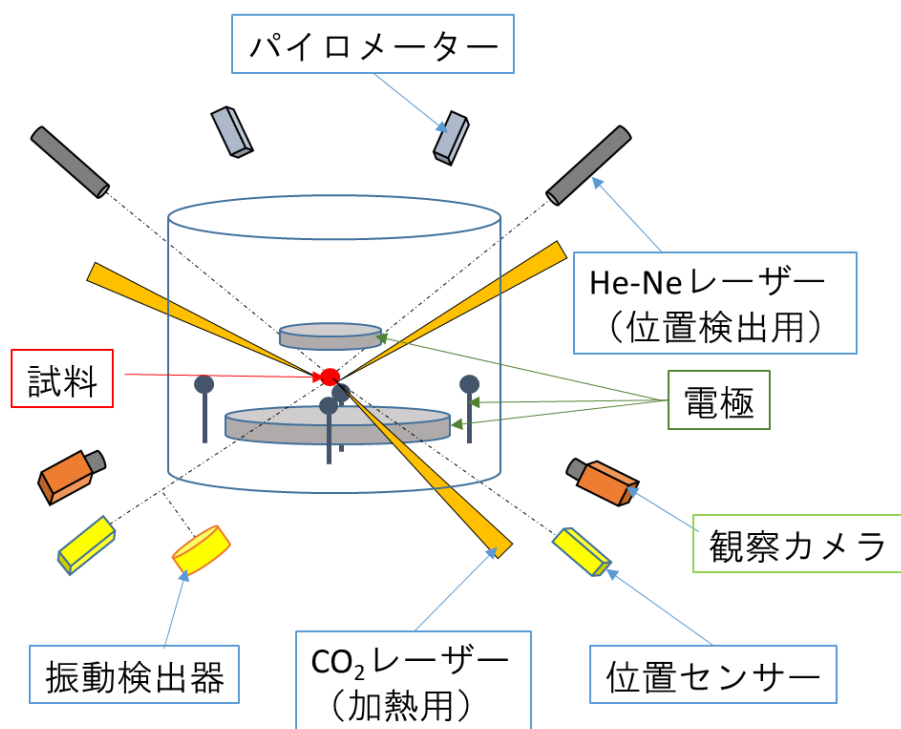 パイロメーター
He-Neレーザー
（位置検出用）
試料
電極
観察カメラ
振動検出器
CO₂レーザー
（加熱用）
位置センサー